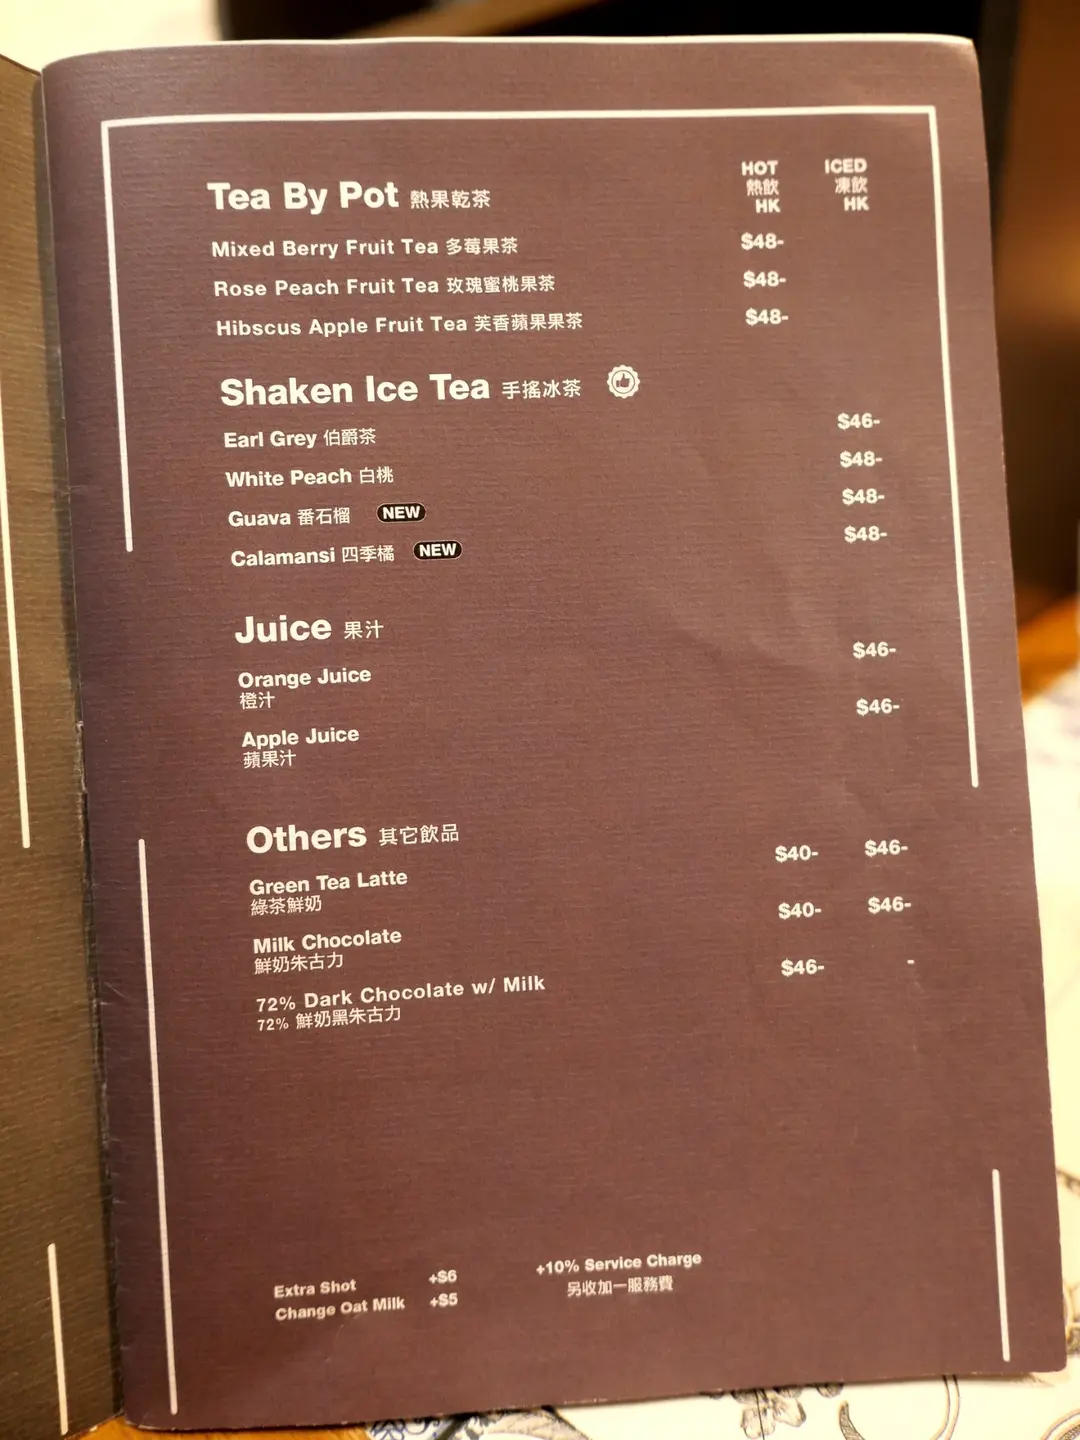 HOT ICED
Tea By Pot 熱果乾茶 熱飲 凍飲
HK HK
Mixed Berry Fruit Tea 多莓果茶 $48-
Rose Peach Fruit Tea 玫瑰蜜桃果茶 $48-
Hibscus Apple Fruit Tea 芙香蘋果果茶 $48-
Shaken Ice Tea 手搖冰茶
Earl Grey 伯爵茶 $46-
White Peach 白桃 $48-
Guava 番石榴 NEW $48-
Calamansi 四季橘 NEW $48-
Juice 果汁
Orange Juice $46-
橙汁
Apple Juice $46-
蘋果汁
Others 其它飲品
Green Tea Latte $40- $46-
綠茶鮮奶
Milk Chocolate $40- $46-
鮮奶朱古力
72% Dark Chocolate w/ Milk $46- -
72% 鮮奶黑朱古力
Extra Shot +$6 +10% Service Charge
Change Oat Milk +$5 另收加一服務費